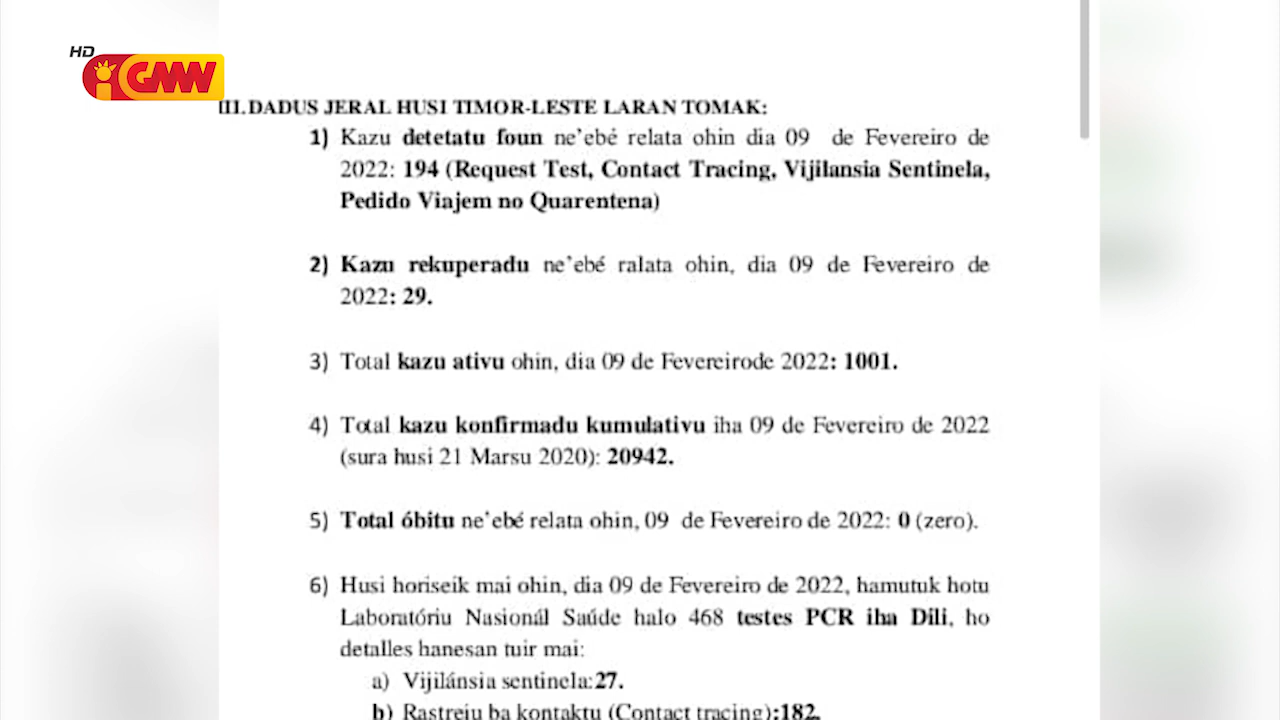 HD
GMN
III.DADUS JERAL HUSI TIMOR-LESTE LARAN TOMAK:
1) Kazu detetatu foun ne'ebé relata ohin dia 09 de Fevereiro de
2022: 194 (Request Test, Contact Tracing, Vijilansia Sentinela,
Pedido Viajem no Quarentena)
2) Kazu rekuperadu ne'ebé ralata ohin, dia 09 de Fevereiro de
2022: 29.
3) Total kazu ativu ohin, dia 09 de Fevereirode 2022: 1001.
4) Total kazu konfirmadu kumulativu iha 09 de Fevereiro de 2022
(sura husi 21 Marsu 2020): 20942.
5) Total óbitu ne'ebé relata ohin, 09 de Fevereiro de 2022: 0 (zero).
6) Husi horiseik mai ohin, dia 09 de Fevereiro de 2022, hamutuk hotu
Laboratóriu Nasionál Saúde halo 468 testes PCR iha Dili, ho
detalles hanesan tuir mai:
a) Vijilánsia sentinela:27.
b) Rastreiu ba kontaktu (Contact tracing):182.